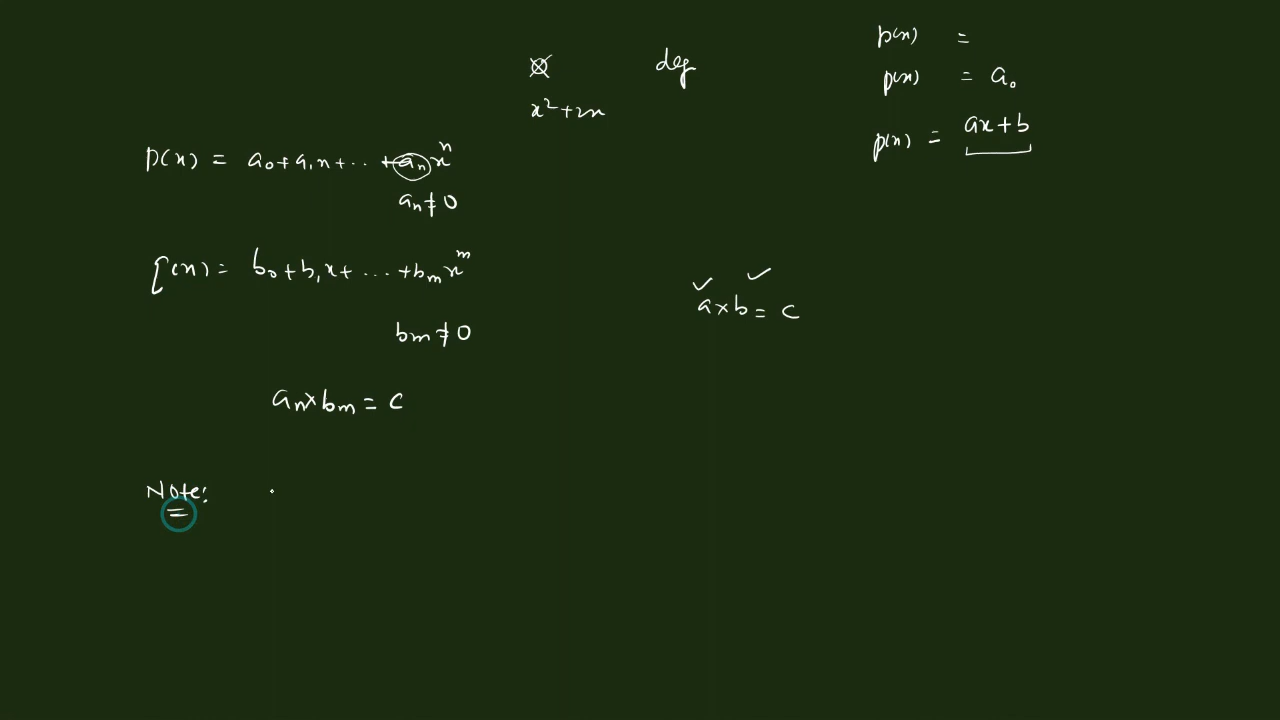 p(x) =
deg
p(x) = a₀
x²+2x
p(x) = ax+b
p(x) = a₀+a₁x+...+aₙxⁿ
aₙ≠0
q(x) = b₀+b₁x+...+bₘxᵐ
a×b = c
bₘ≠0
aₙ×bₘ = c
Note: